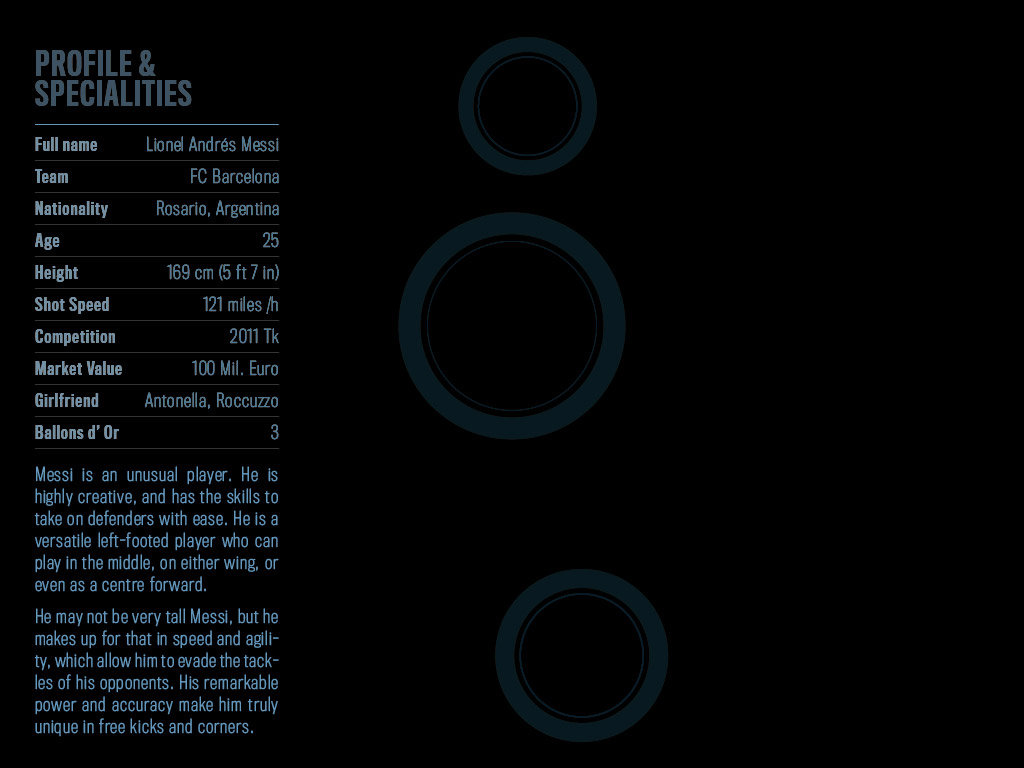 PROFILE &
SPECIALITIES
Full name Lionel Andrés Messi
Team FC Barcelona
Nationality Rosario, Argentina
Age 25
Height 169 cm (5 ft 7 in)
Shot Speed 121 miles /h
Competition 2011 Tk
Market Value 100 Mil. Euro
Girlfriend Antonella, Roccuzzo
Ballons d' Or 3
Messi is an unusual player. He is
highly creative, and has the skills to
take on defenders with ease. He is a
versatile left-footed player who can
play in the middle, on either wing, or
even as a centre forward.
He may not be very tall Messi, but he
makes up for that in speed and agili-
ty, which allow him to evade the tack-
les of his opponents. His remarkable
power and accuracy make him truly
unique in free kicks and corners.